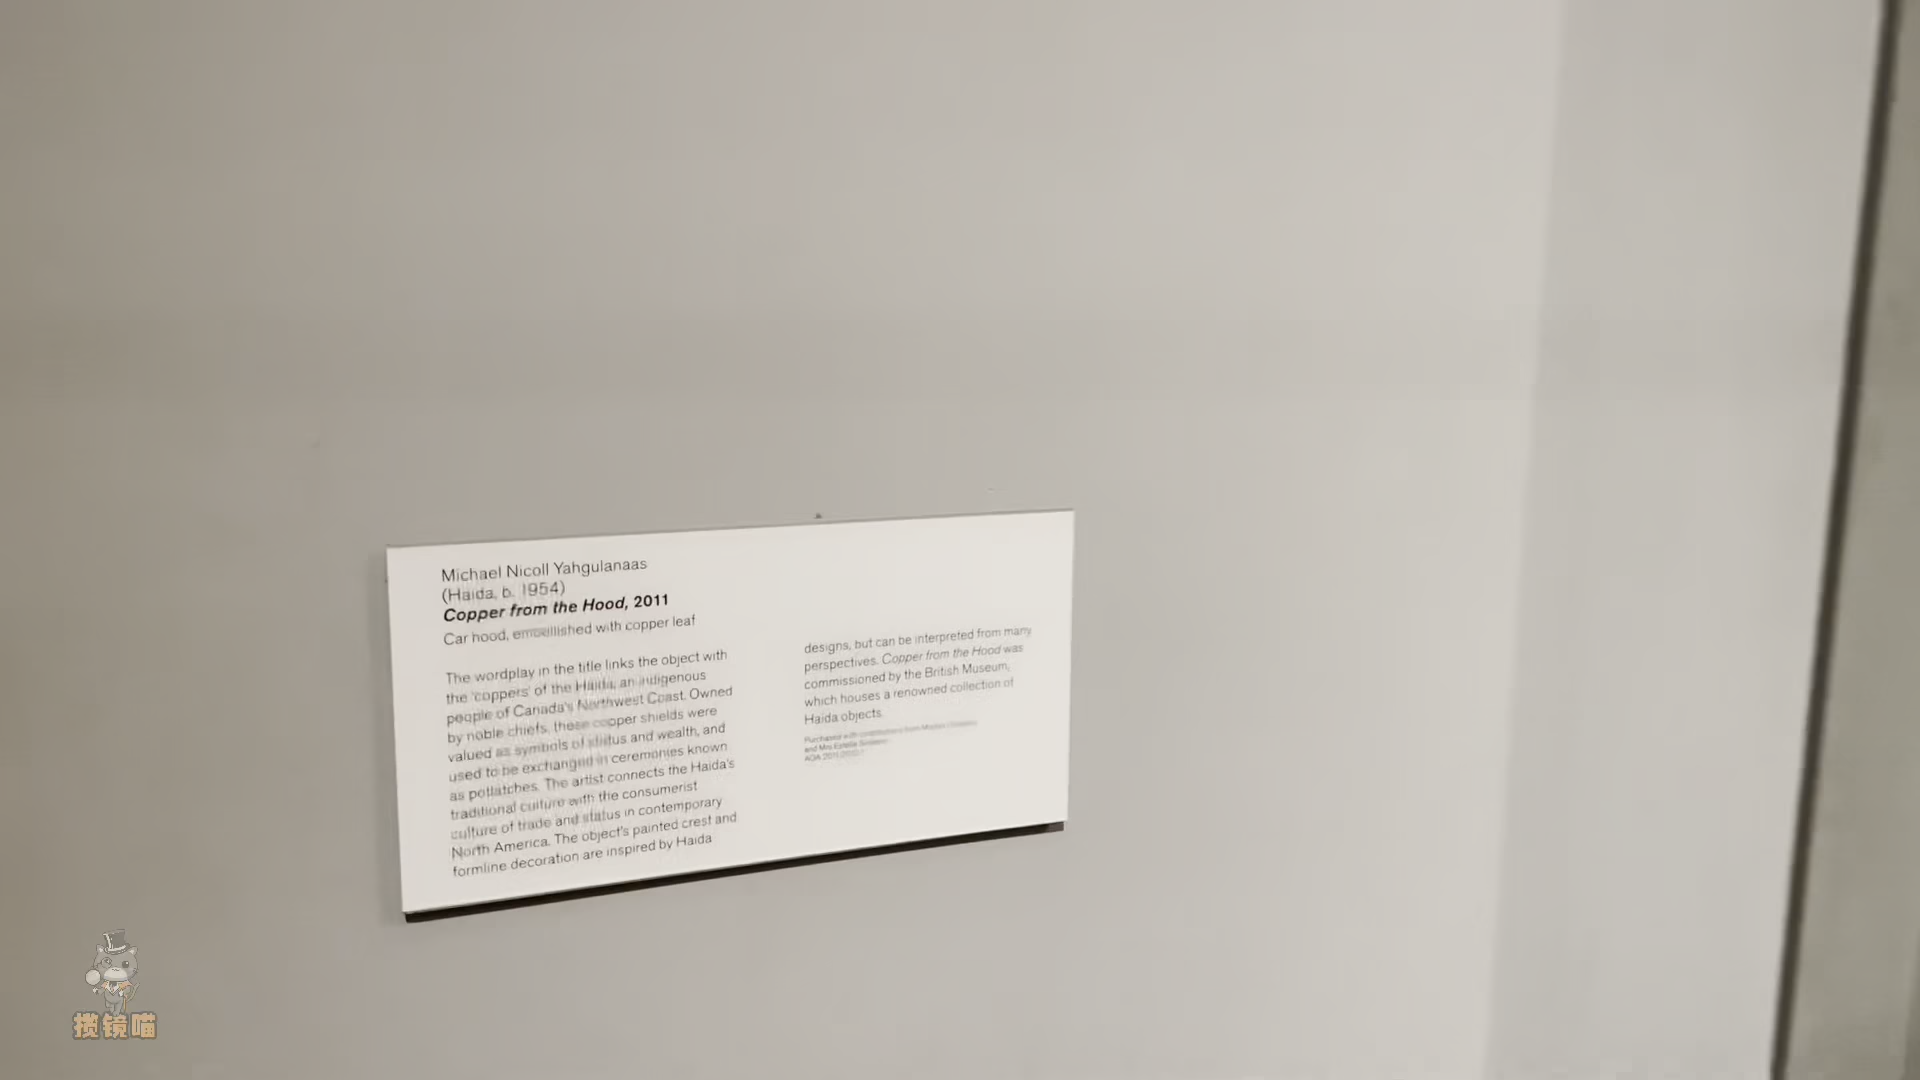 Michael Nicoll Yahgulanaas
(Haida, b. 1954)
Copper from the Hood, 2011
Car hood, embellished with copper leaf
The wordplay in the title links the object with
the 'coppers' of the Haida, an indigenous
people of Canada's Northwest Coast. Owned
by noble chiefs, these copper shields were
valued as symbols of status and wealth, and
used to be exchanged in ceremonies known
as potlatches. The artist connects the Haida's
traditional culture with the consumerist
culture of trade and status in contemporary
North America. The object's painted crest and
formline decoration are inspired by Haida
designs, but can be interpreted from many
perspectives. Copper from the Hood was
commissioned by the British Museum,
which houses a renowned collection of
Haida objects.
Purchased with contributions from
and Mrs
揽镜喵